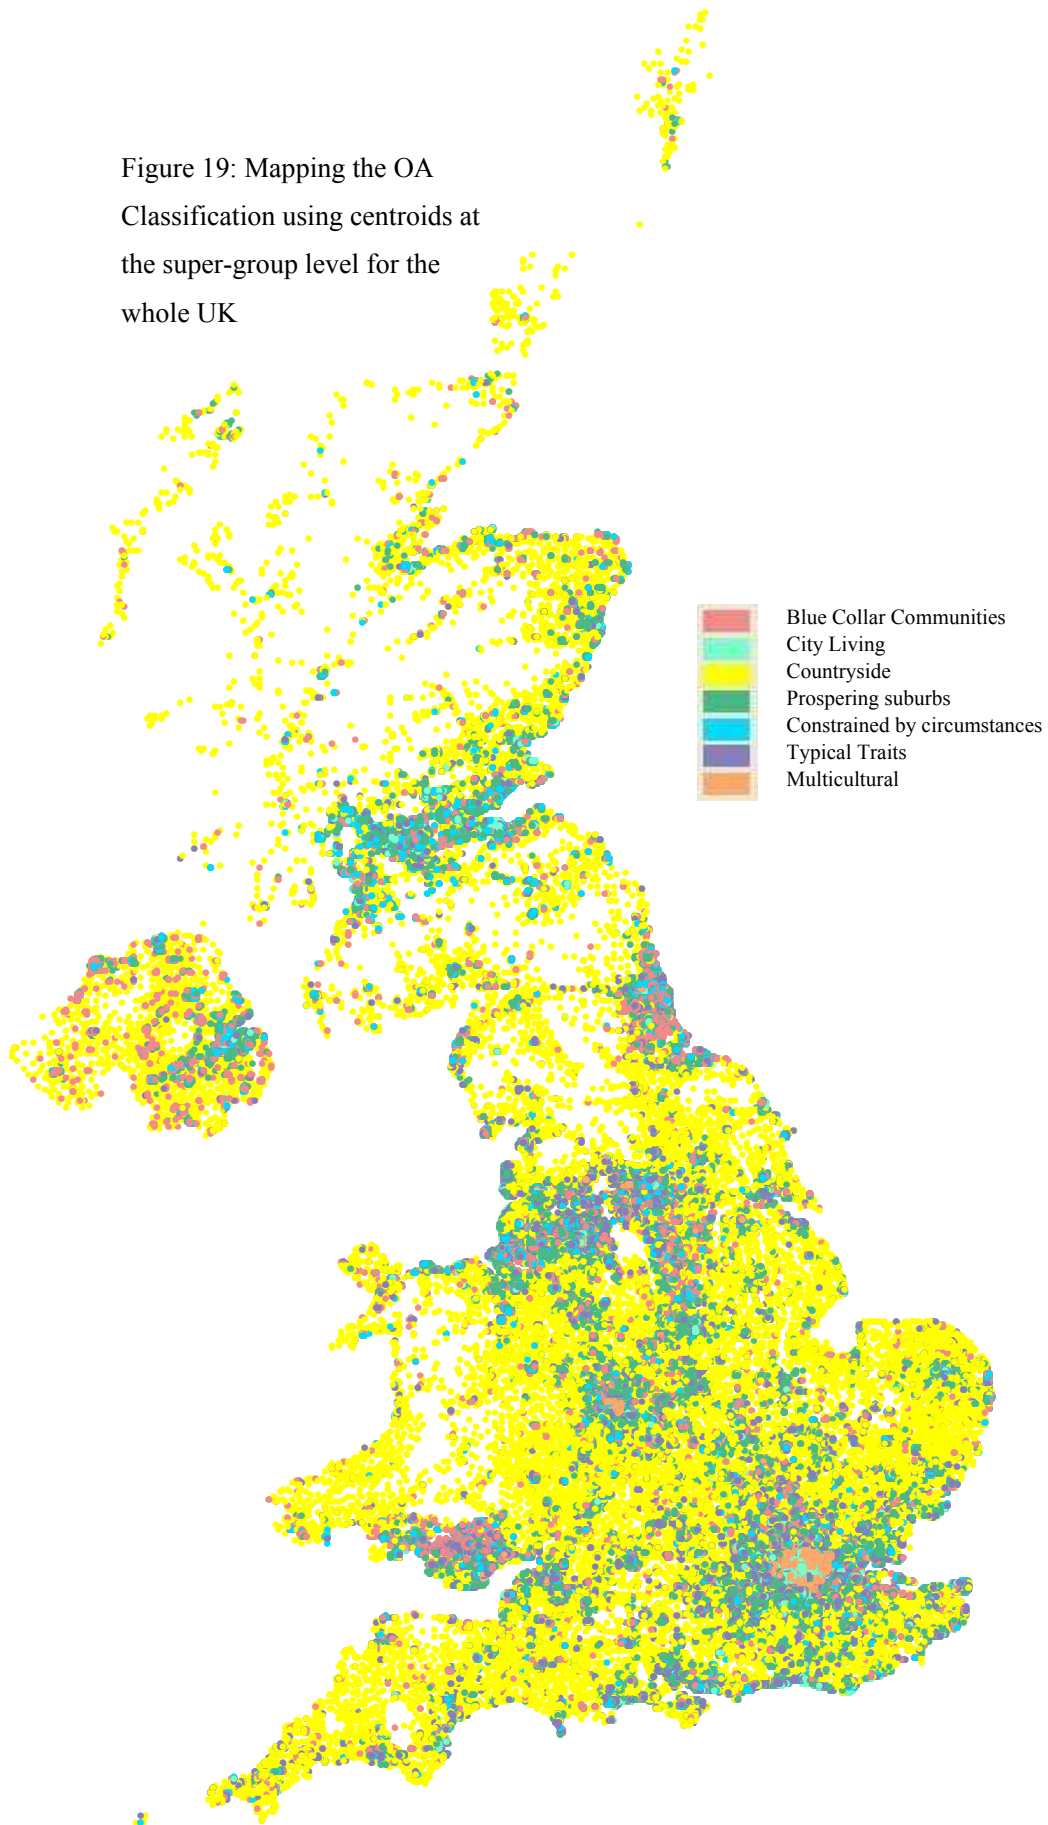 Figure 19: Mapping the OA
Classification using centroids at
the super-group level for the
whole UK
Blue Collar Communities
City Living
Countryside
Prospering suburbs
Constrained by circumstances
Typical Traits
Multicultural